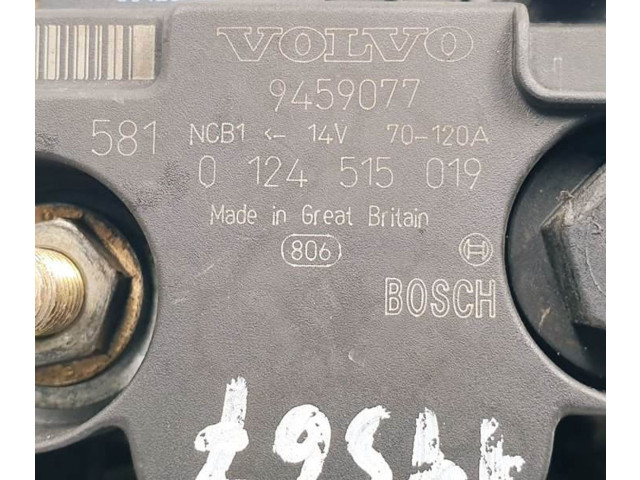 VOLVO
9459077
581 NCB1 <- 14V 70-120A
0 124 515 019
Made in Great Britain
806
BOSCH